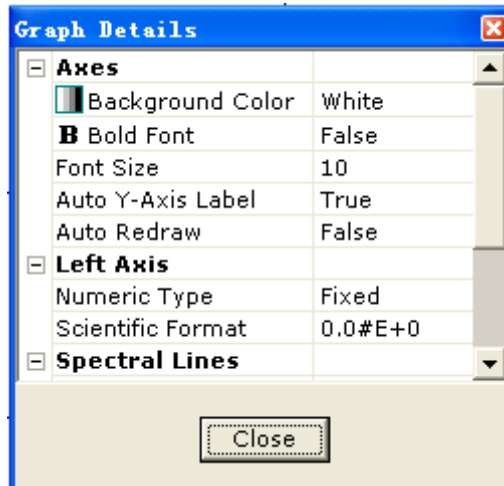 Graph Details
Axes
Background Color White
B Bold Font False
Font Size 10
Auto Y-Axis Label True
Auto Redraw False
Left Axis
Numeric Type Fixed
Scientific Format 0.0#E+0
Spectral Lines
Close